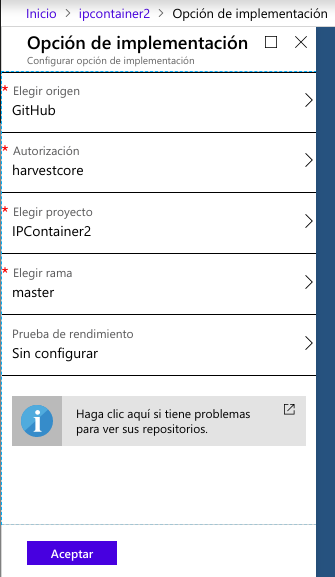 Inicio > ipcontainer2 > Opción de implementación
Opción de implementación
Configurar opción de implementación
* Elegir origen
GitHub
* Autorización
harvestcore
* Elegir proyecto
IPContainer2
* Elegir rama
master
Prueba de rendimiento
Sin configurar
Haga clic aquí si tiene problemas
para ver sus repositorios.
Aceptar